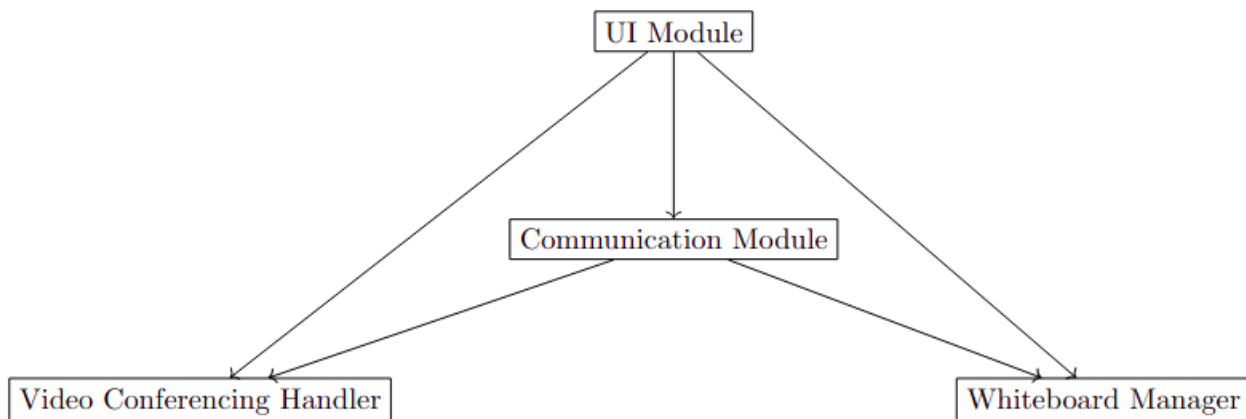 UI Module
Communication Module
Video Conferencing Handler
Whiteboard Manager